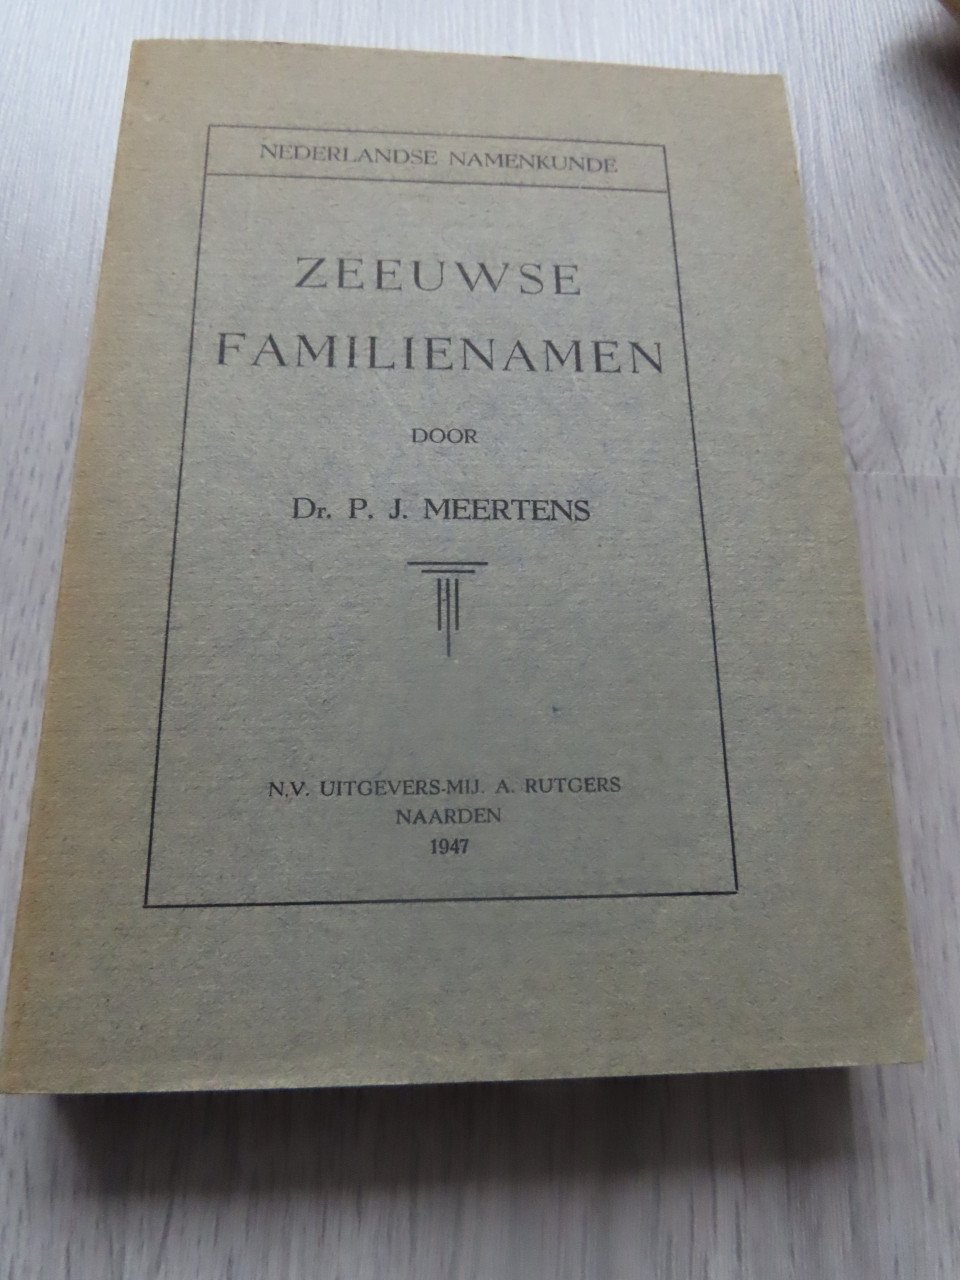 NEDERLANDSE NAMENKUNDE
ZEEUWSE
FAMILIENAMEN
DOOR
Dr. P. J. MEERTENS
N.V. UITGEVERS-MIJ. A. RUTGERS
NAARDEN
1947